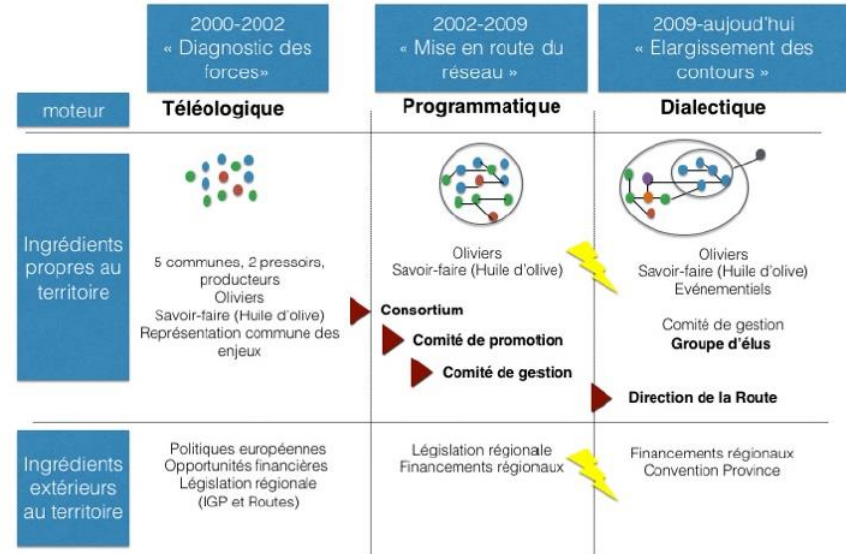 2000-2002
« Diagnostic des
forces»
2002-2009
« Mise en route du
réseau »
2009-aujourd'hui
« Elargissement des
contours »
moteur
Téléologique
Programmatique
Dialectique
Ingrédients
propres au
territoire
5 communes, 2 pressoirs,
producteurs
Oliviers
Savoir-faire (Huile d'olive)
Représentation commune des
enjeux
Oliviers
Savoir-faire (Huile d'olive)
Consortium
Comité de promotion
Comité de gestion
Oliviers
Savoir-faire (Huile d'olive)
Evénementiels
Comité de gestion
Groupe d'élus
Direction de la Route
Ingrédients
extérieurs
au territoire
Politiques européennes
Opportunités financières
Législation régionale
(IGP et Routes)
Législation régionale
Financements régionaux
Financements régionaux
Convention Province